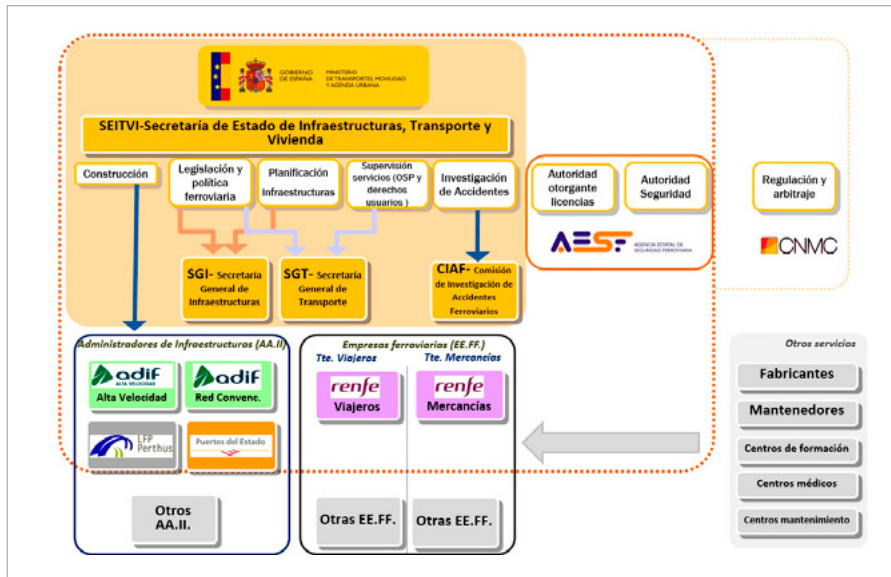 GOBIERNO
DE ESPAÑA
MINISTERIO
DE TRANSPORTES, MOVILIDAD
Y AGENDA URBANA
SEITVI-Secretaría de Estado de Infraestructuras, Transporte y
Vivienda
Construcción
Legislación y
política
ferroviaria
Planificación
Infraestructuras
Supervisión
servicios (OSP y
derechos
usuarios )
Investigación
de Accidentes
Autoridad
otorgante
licencias
Autoridad
Seguridad
Regulación y
arbitraje
AESF
AGENCIA ESTATAL DE
SEGURIDAD FERROVIARIA
CNMC
SGI- Secretaría
General de
Infraestructuras
SGT- Secretaría
General de
Transporte
CIAF- Comisión
de Investigación de
Accidentes
Ferroviarios
Administradores de Infraestructuras (AA.II)
adif
ALTA VELOCIDAD
Alta Velocidad
adif
Red Convenc.
LFP
Perthus
Puertos del Estado
Otros
AA.II.
Empresas ferroviarias (EE.FF.)
Tte. Viajeros
Tte. Mercancías
renfe
Viajeros
renfe
Mercancías
Otras EE.FF.
Otras EE.FF.
Otros servicios
Fabricantes
Mantenedores
Centros de formación
Centros médicos
Centros mantenimiento